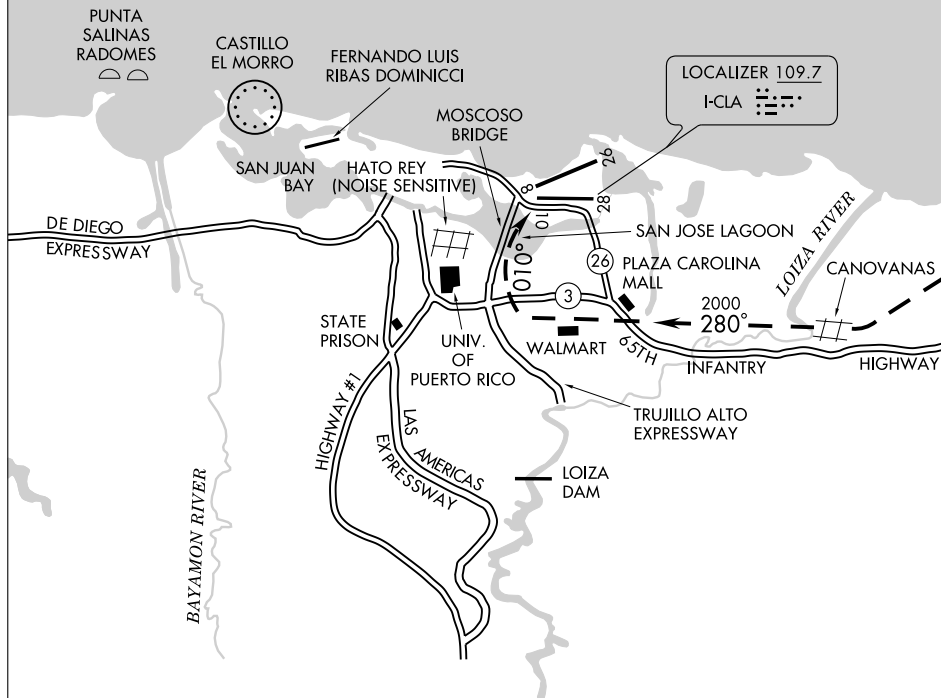 PUNTA
SALINAS
RADOMES
CASTILLO
EL MORRO
FERNANDO LUIS
RIBAS DOMINICCI
LOCALIZER 109.7
I-CLA
MOSCOSO
BRIDGE
SAN JUAN
BAY
HATO REY
(NOISE SENSITIVE)
8
26
10
28
DE DIEGO
EXPRESSWAY
SAN JOSE LAGOON
010°
26
PLAZA CAROLINA
MALL
LOIZA RIVER
CANOVANAS
3
2000
280°
STATE
PRISON
UNIV.
OF
PUERTO RICO
WALMART
65TH
INFANTRY
HIGHWAY
HIGHWAY #1
LAS
AMERICAS
EXPRESSWAY
TRUJILLO ALTO
EXPRESSWAY
LOIZA
DAM
BAYAMON RIVER